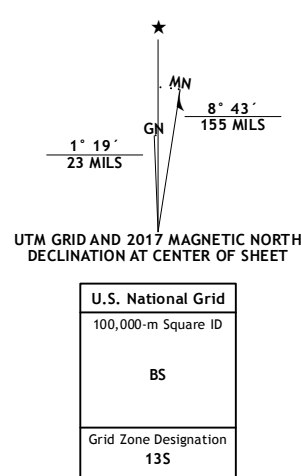 ★
MN
GN
8° 43´
155 MILS
1° 19´
23 MILS
UTM GRID AND 2017 MAGNETIC NORTH
DECLINATION AT CENTER OF SHEET
U.S. National Grid
100,000-m Square ID
BS
Grid Zone Designation
13S